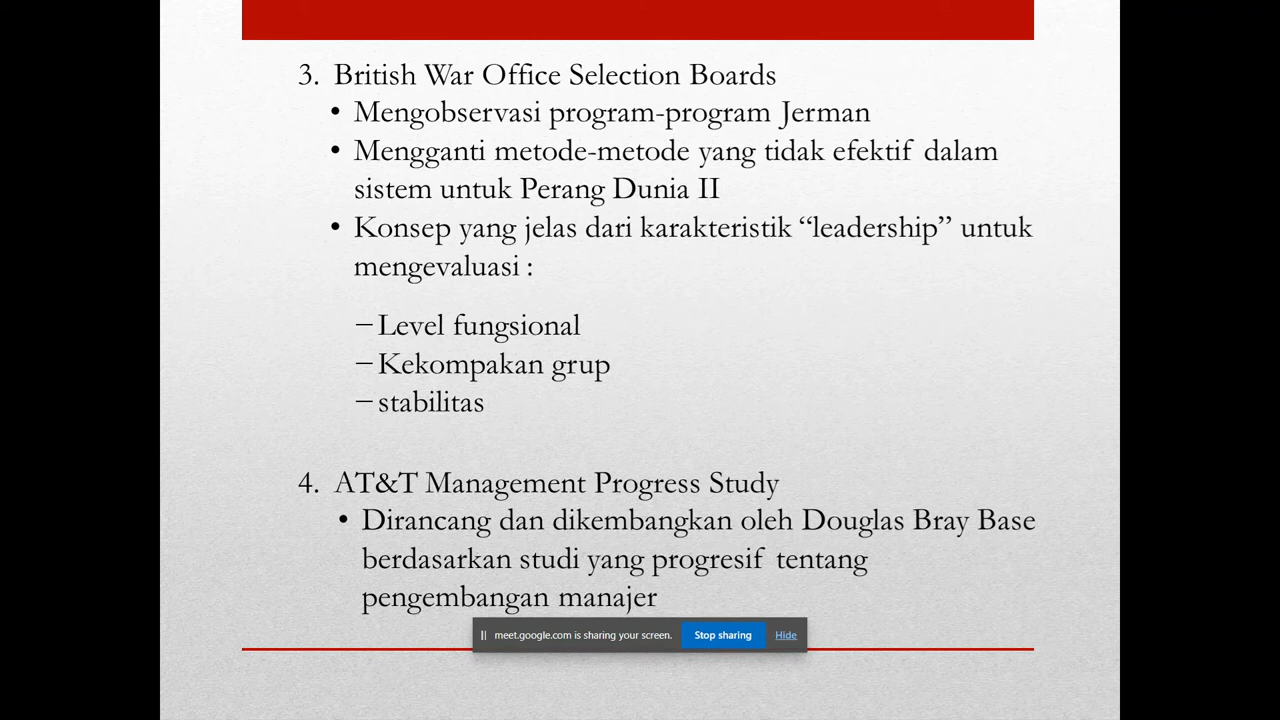 3. British War Office Selection Boards
• Mengobservasi program-program Jerman
• Mengganti metode-metode yang tidak efektif dalam
sistem untuk Perang Dunia II
• Konsep yang jelas dari karakteristik “leadership” untuk
mengevaluasi :
– Level fungsional
– Kekompakan grup
– stabilitas
4. AT&T Management Progress Study
• Dirancang dan dikembangkan oleh Douglas Bray Base
berdasarkan studi yang progresif tentang
pengembangan manajer
meet.google.com is sharing your screen. Stop sharing Hide